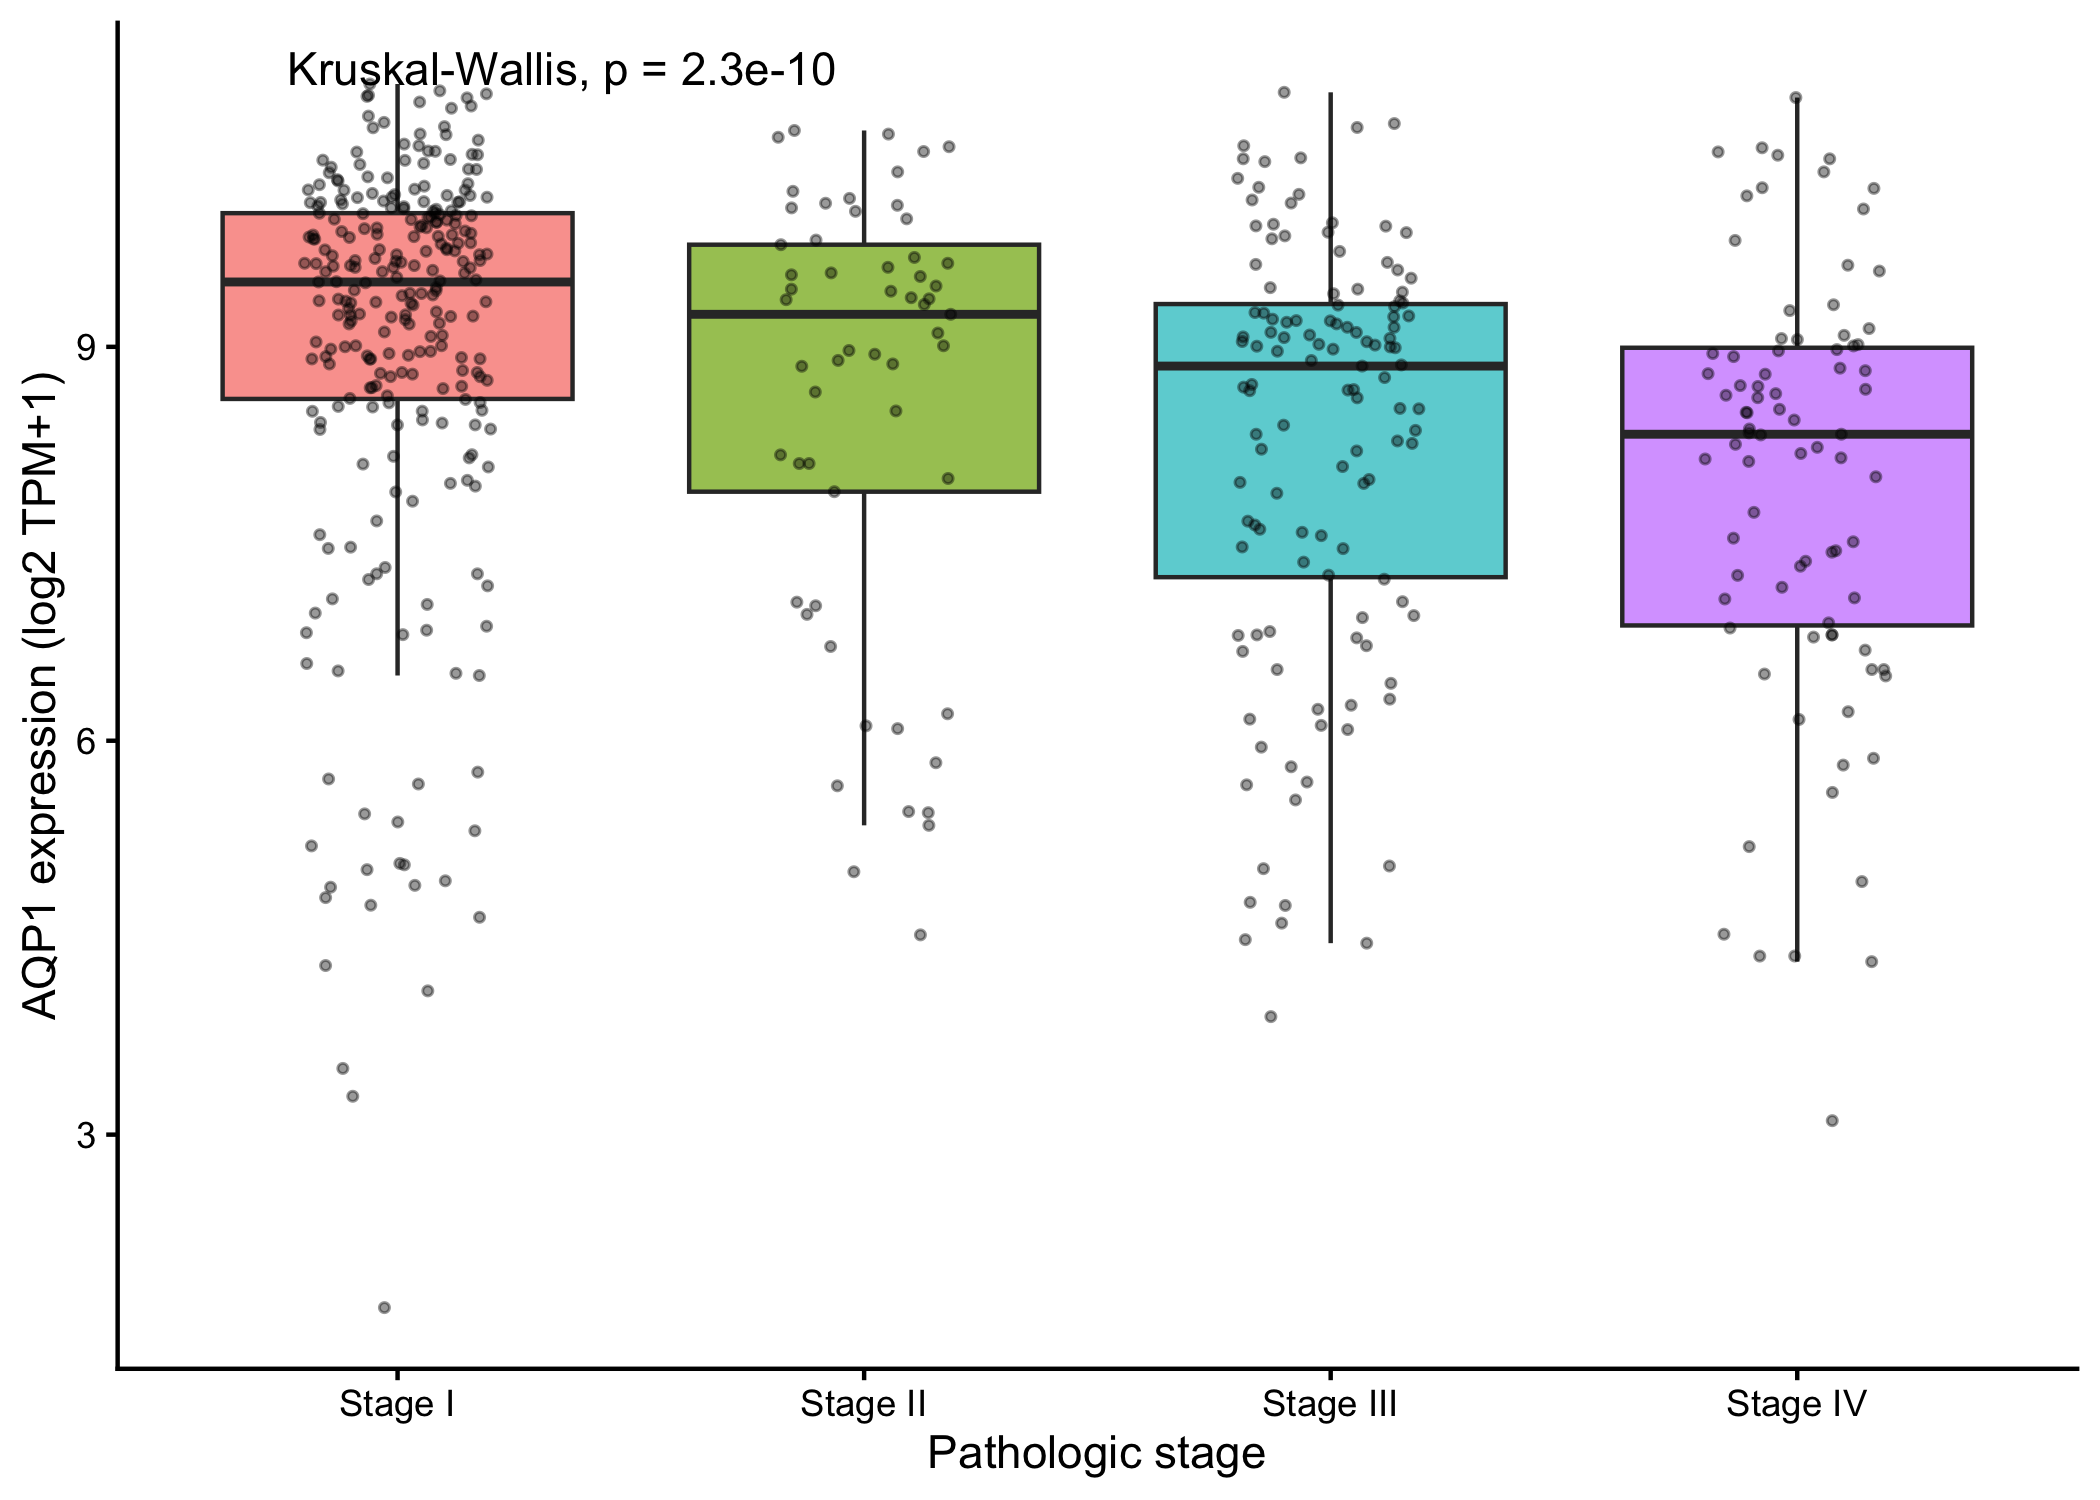 Kruskal-Wallis, p = 2.3e-10
AQP1 expression (log2 TPM+1)
9
6
3
Stage I
Stage II
Stage III
Stage IV
Pathologic stage